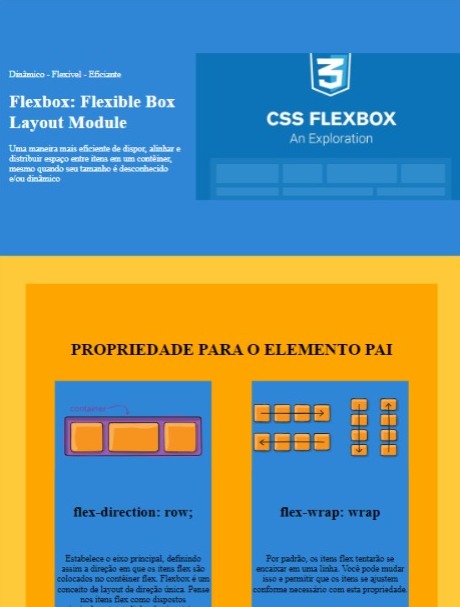 Dinâmico - Flexivel - Eficiante
Flexbox: Flexible Box
Layout Module
Uma maneira mais eficiente de dispor, alinhar e
distribuir espaço entre itens em um contêiner,
mesmo quando seu tamanho é desconhecido
e/ou dinâmico
3
CSS FLEXBOX
An Exploration
PROPRIEDADE PARA O ELEMENTO PAI
container
flex-direction: row;
Estabelece o eixo principal, definindo
assim a direção em que os itens flex são
colocados no contêiner flex. Flexbox é um
conceito de layout de direção única. Pense
nos itens flex como dispostos
flex-wrap: wrap
Por padrão, os itens flex tentarão se
encaixar em uma linha. Você pode mudar
isso e permitir que os itens se ajustem
conforme necessário com esta propriedade.